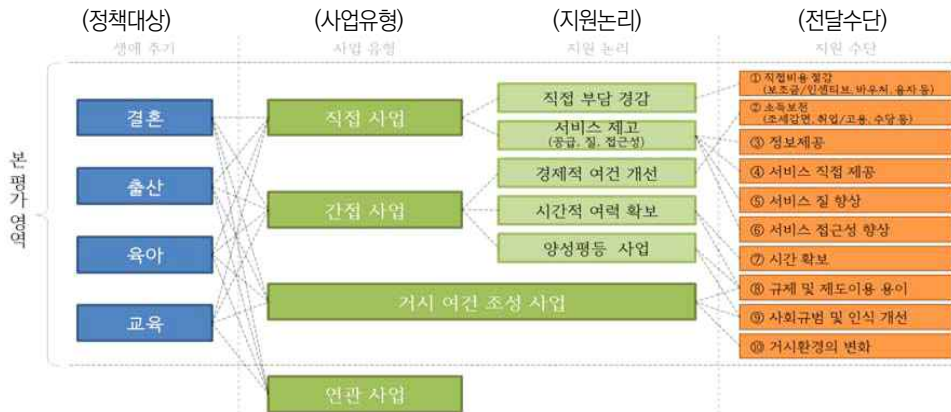 (정책대상)
(사업유형)
(지원논리)
(전달수단)
생애 주기
사업 유형
지원 논리
지원 수단
본 평가 영역
결혼
출산
육아
교육
직접 사업
간접 사업
거시 여건 조성 사업
연관 사업
직접 부담 경감
서비스 제고
(공급, 질, 접근성)
경제적 여건 개선
시간적 여력 확보
양성평등 사업
① 직접비용 절감
(보조금/인센티브, 바우처, 융자 등)
② 소득보전
(조세감면, 취업/고용, 수당 등)
③ 정보제공
④ 서비스 직접 제공
⑤ 서비스 질 향상
⑥ 서비스 접근성 향상
⑦ 시간 확보
⑧ 규제 및 제도이용 용이
⑨ 사회규범 및 인식 개선
⑩ 거시환경의 변화